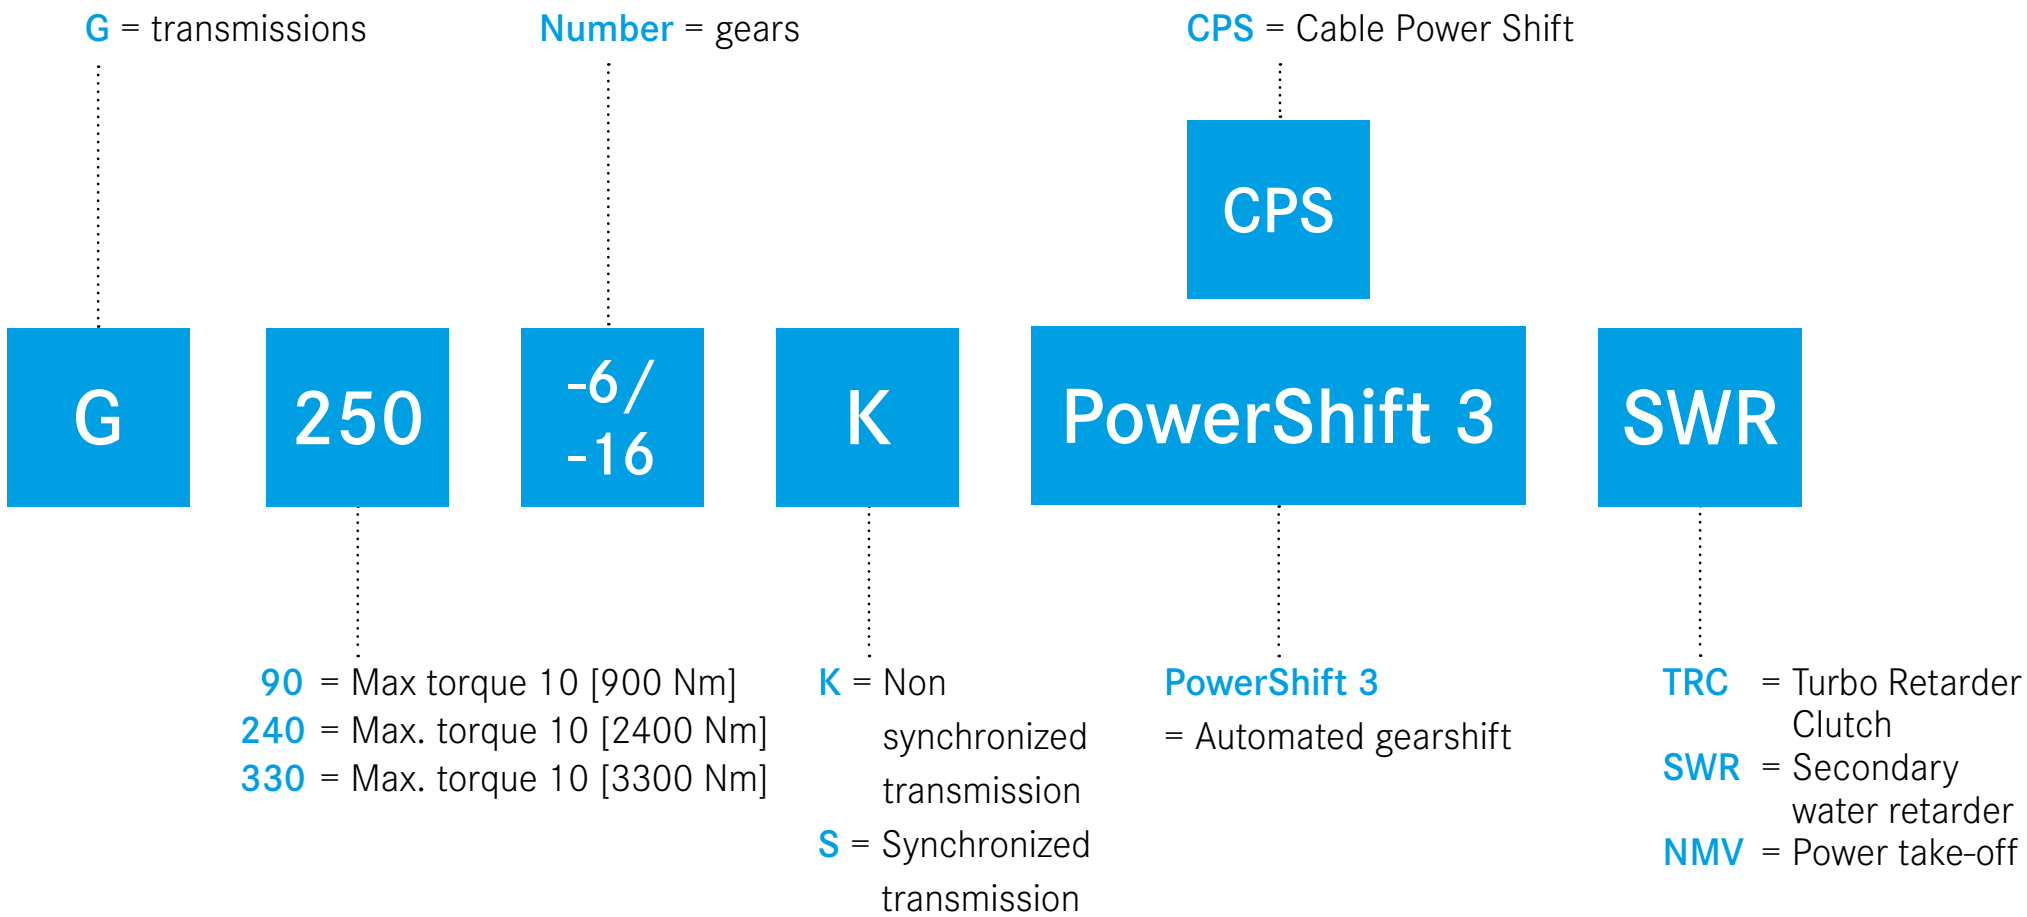 G = transmissions
Number = gears
CPS = Cable Power Shift
CPS
G
250
-6/
-16
K
PowerShift 3
SWR
90 = Max torque 10 [900 Nm]
240 = Max. torque 10 [2400 Nm]
330 = Max. torque 10 [3300 Nm]
K = Non
synchronized
transmission
S = Synchronized
transmission
PowerShift 3
= Automated gearshift
TRC = Turbo Retarder
Clutch
SWR = Secondary
water retarder
NMV = Power take-off